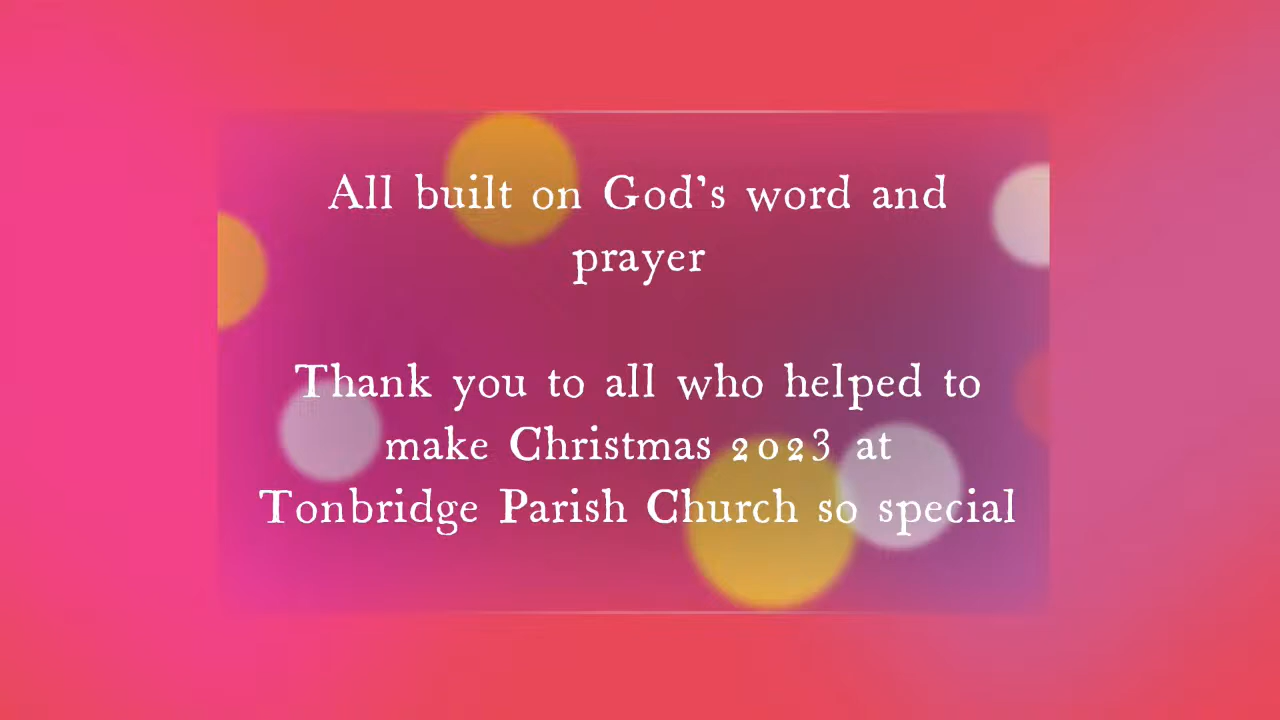 All built on God’s word and
prayer
Thank you to all who helped to
make Christmas 2023 at
Tonbridge Parish Church so special